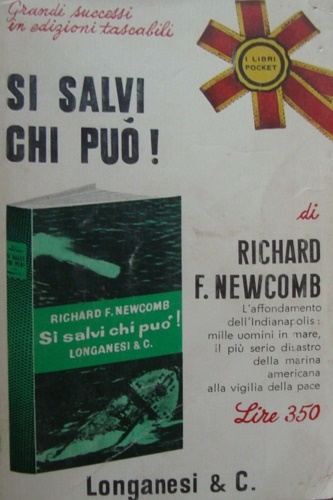 Grandi successi
in edizioni tascabili
I LIBRI
POCKET
SI SALVI
CHI PUÓ!
di
RICHARD
F. NEWCOMB
RICHARD F. NEWCOMB
Si salvi chi puó!
LONGANESI & C.
L'affondamento
dell'Indianapolis:
mille uomini in mare,
il più serio disastro
della marina
americana
alla vigilia della pace
Lire 350
Longanesi & C.